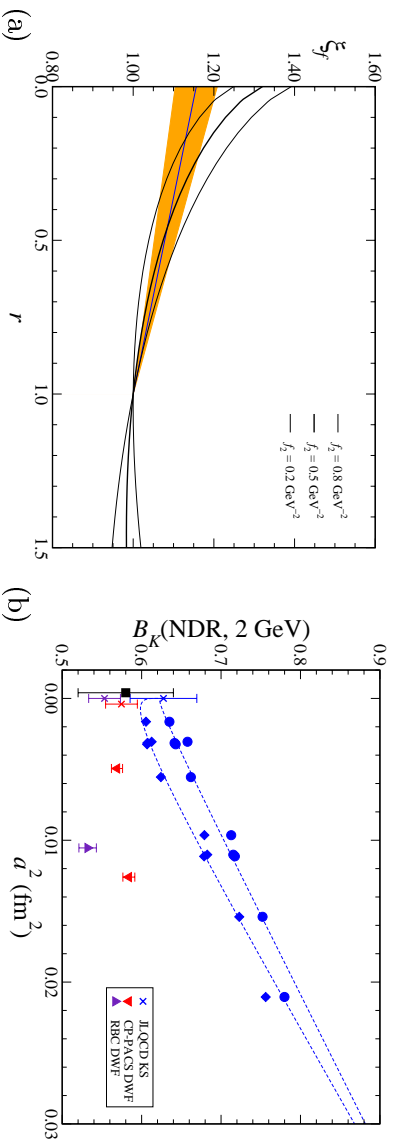 (a)
ξ_f
1.60
1.40
1.20
1.00
0.80
0.0
0.5
1.0
1.5
r
f₂ = 0.8 GeV⁻²
f₂ = 0.5 GeV⁻²
f₂ = 0.2 GeV⁻²
(b)
B_K(NDR, 2 GeV)
0.9
0.8
0.7
0.6
0.5
0.00
0.01
0.02
0.03
a² (fm²)
JLQCD KS
CP-PACS DWF
RBC DWF